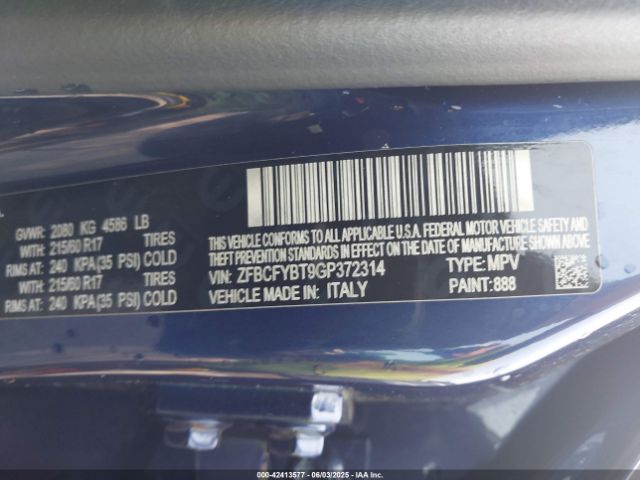 GVWR: 2080 KG 4586 LB
WITH: 215/60 R17 TIRES
RIMS AT: 240 KPA(35 PSI) COLD
WITH: 215/60 R17 TIRES
RIMS AT: 240 KPA(35 PSI) COLD
THIS VEHICLE CONFORMS TO ALL APPLICABLE U.S.A. FEDERAL MOTOR VEHICLE SAFETY AND
THEFT PREVENTION STANDARDS IN EFFECT ON THE DATE OF MANUFACTURE SHOWN ABOVE.
VIN: ZFBCFYBT9GP372314 TYPE: MPV
VEHICLE MADE IN: ITALY PAINT: 888
000-42413577 06/03/2025 IAAI